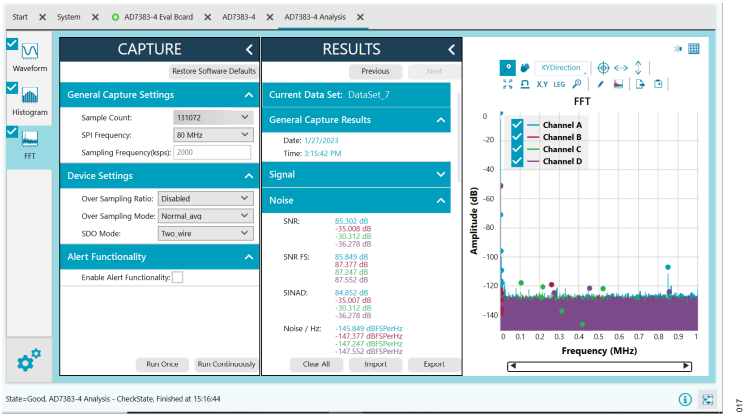 Start
System
AD7383-4 Eval Board
AD7383-4
AD7383-4 Analysis
Waveform
Histogram
FFT
CAPTURE
Restore Software Defaults
General Capture Settings
Sample Count: 131072
SPI Frequency: 80 MHz
Sampling Frequency(ksps): 2000
Device Settings
Over Sampling Ratio: Disabled
Over Sampling Mode: Normal_avg
SDO Mode: Two_wire
Alert Functionality
Enable Alert Functionality:
Run Once Run Continuously
RESULTS
Previous Next
Current Data Set: DataSet_7
General Capture Results
Date: 1/27/2023
Time: 3:15:42 PM
Signal
Noise
SNR: 85.302 dB
-35.008 dB
-30.312 dB
-36.278 dB
SNR FS: 85.849 dB
87.377 dB
87.247 dB
87.552 dB
SINAD: 84.852 dB
-35.007 dB
-30.312 dB
-36.278 dB
Noise / Hz: -145.849 dBFSPerHz
-147.377 dBFSPerHz
-147.247 dBFSPerHz
-147.552 dBFSPerHz
Clear All Import Export
XYDirection
X,Y LEG
FFT
Channel A
Channel B
Channel C
Channel D
Amplitude (dB)
0
-20
-40
-60
-80
-100
-120
-140
0 0.1 0.2 0.3 0.4 0.5 0.6 0.7 0.8 0.9 1
Frequency (MHz)
State=Good, AD7383-4 Analysis - CheckState, Finished at 15:16:44
017